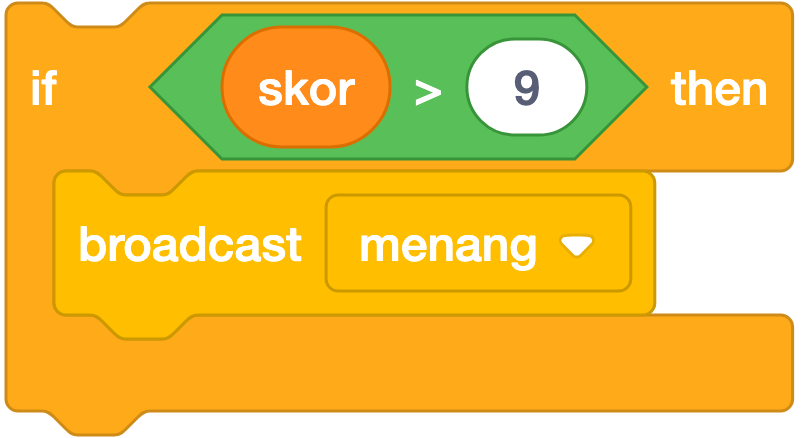 if skor > 9 then
broadcast menang